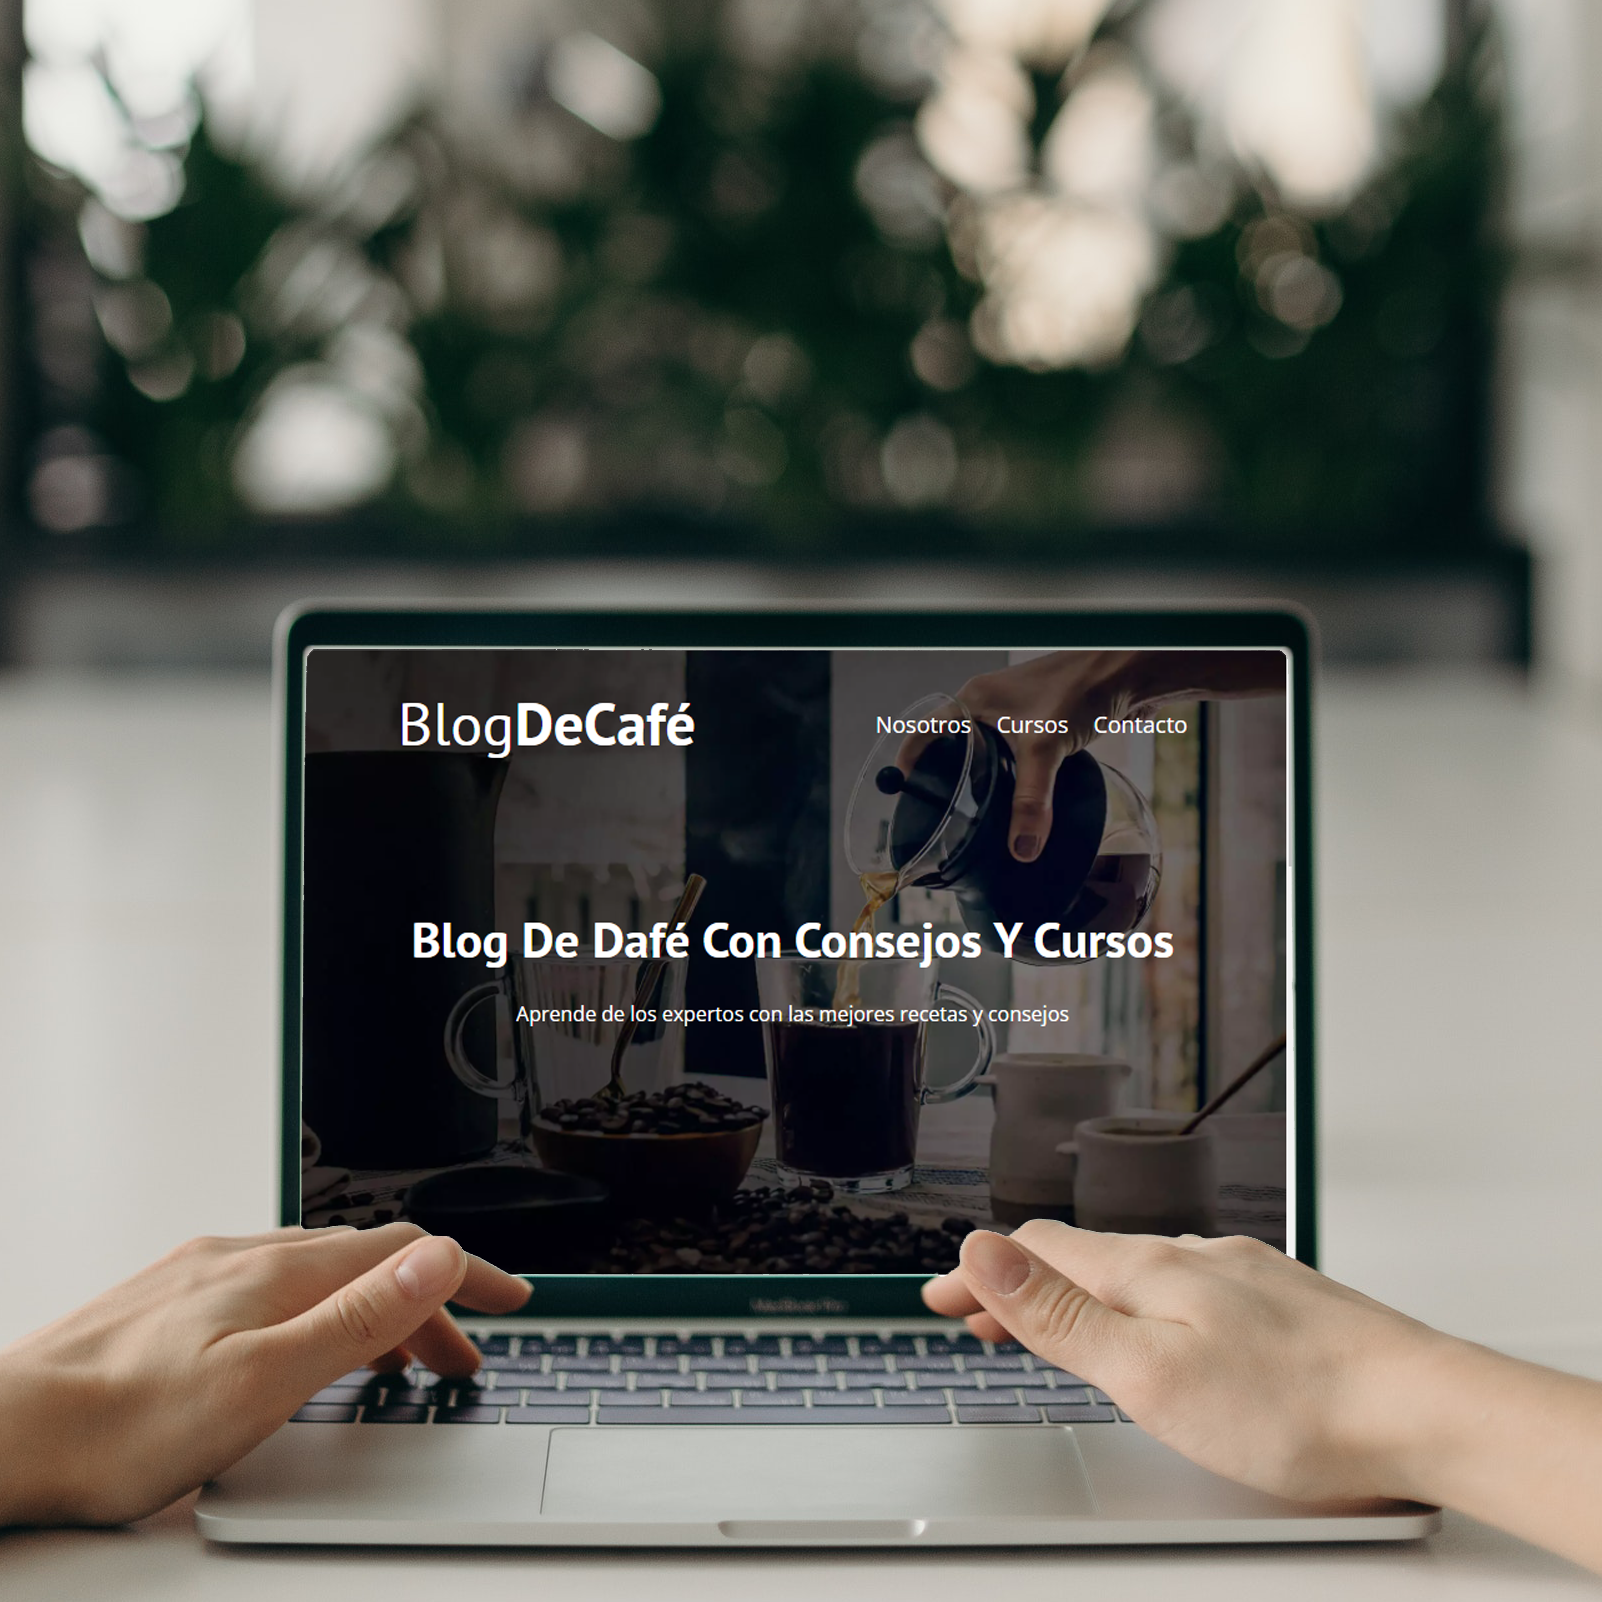 BlogDeCafé
Nosotros Cursos Contacto
Blog De Dafé Con Consejos Y Cursos
Aprende de los expertos con las mejores recetas y consejos
MacBook Pro